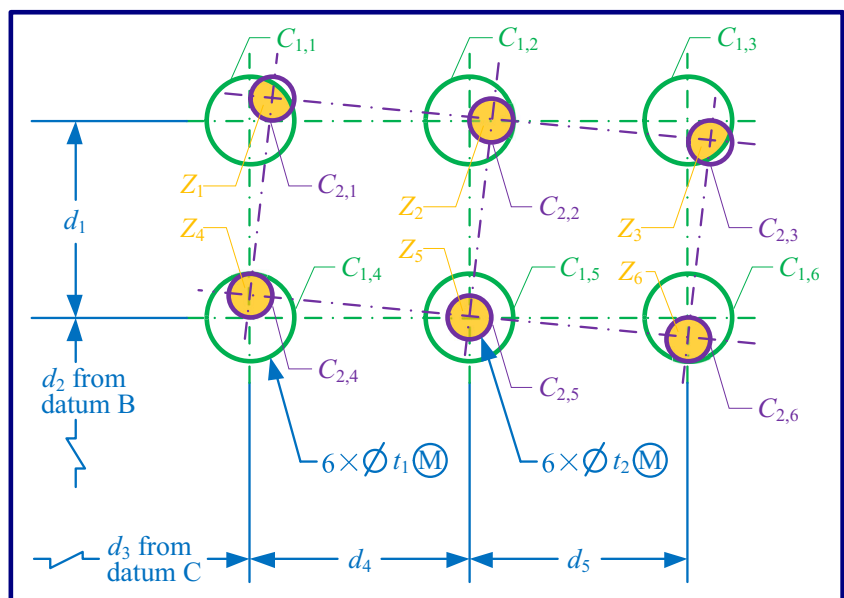 C₁,₁
C₁,₂
C₁,₃
Z₁
C₂,₁
Z₂
C₂,₂
Z₃
C₂,₃
d₁
Z₄
C₁,₄
Z₅
C₁,₅
Z₆
C₁,₆
C₂,₄
C₂,₅
C₂,₆
d₂ from
datum B
6×∅ t₁Ⓜ
6×∅ t₂Ⓜ
d₃ from
datum C
d₄
d₅